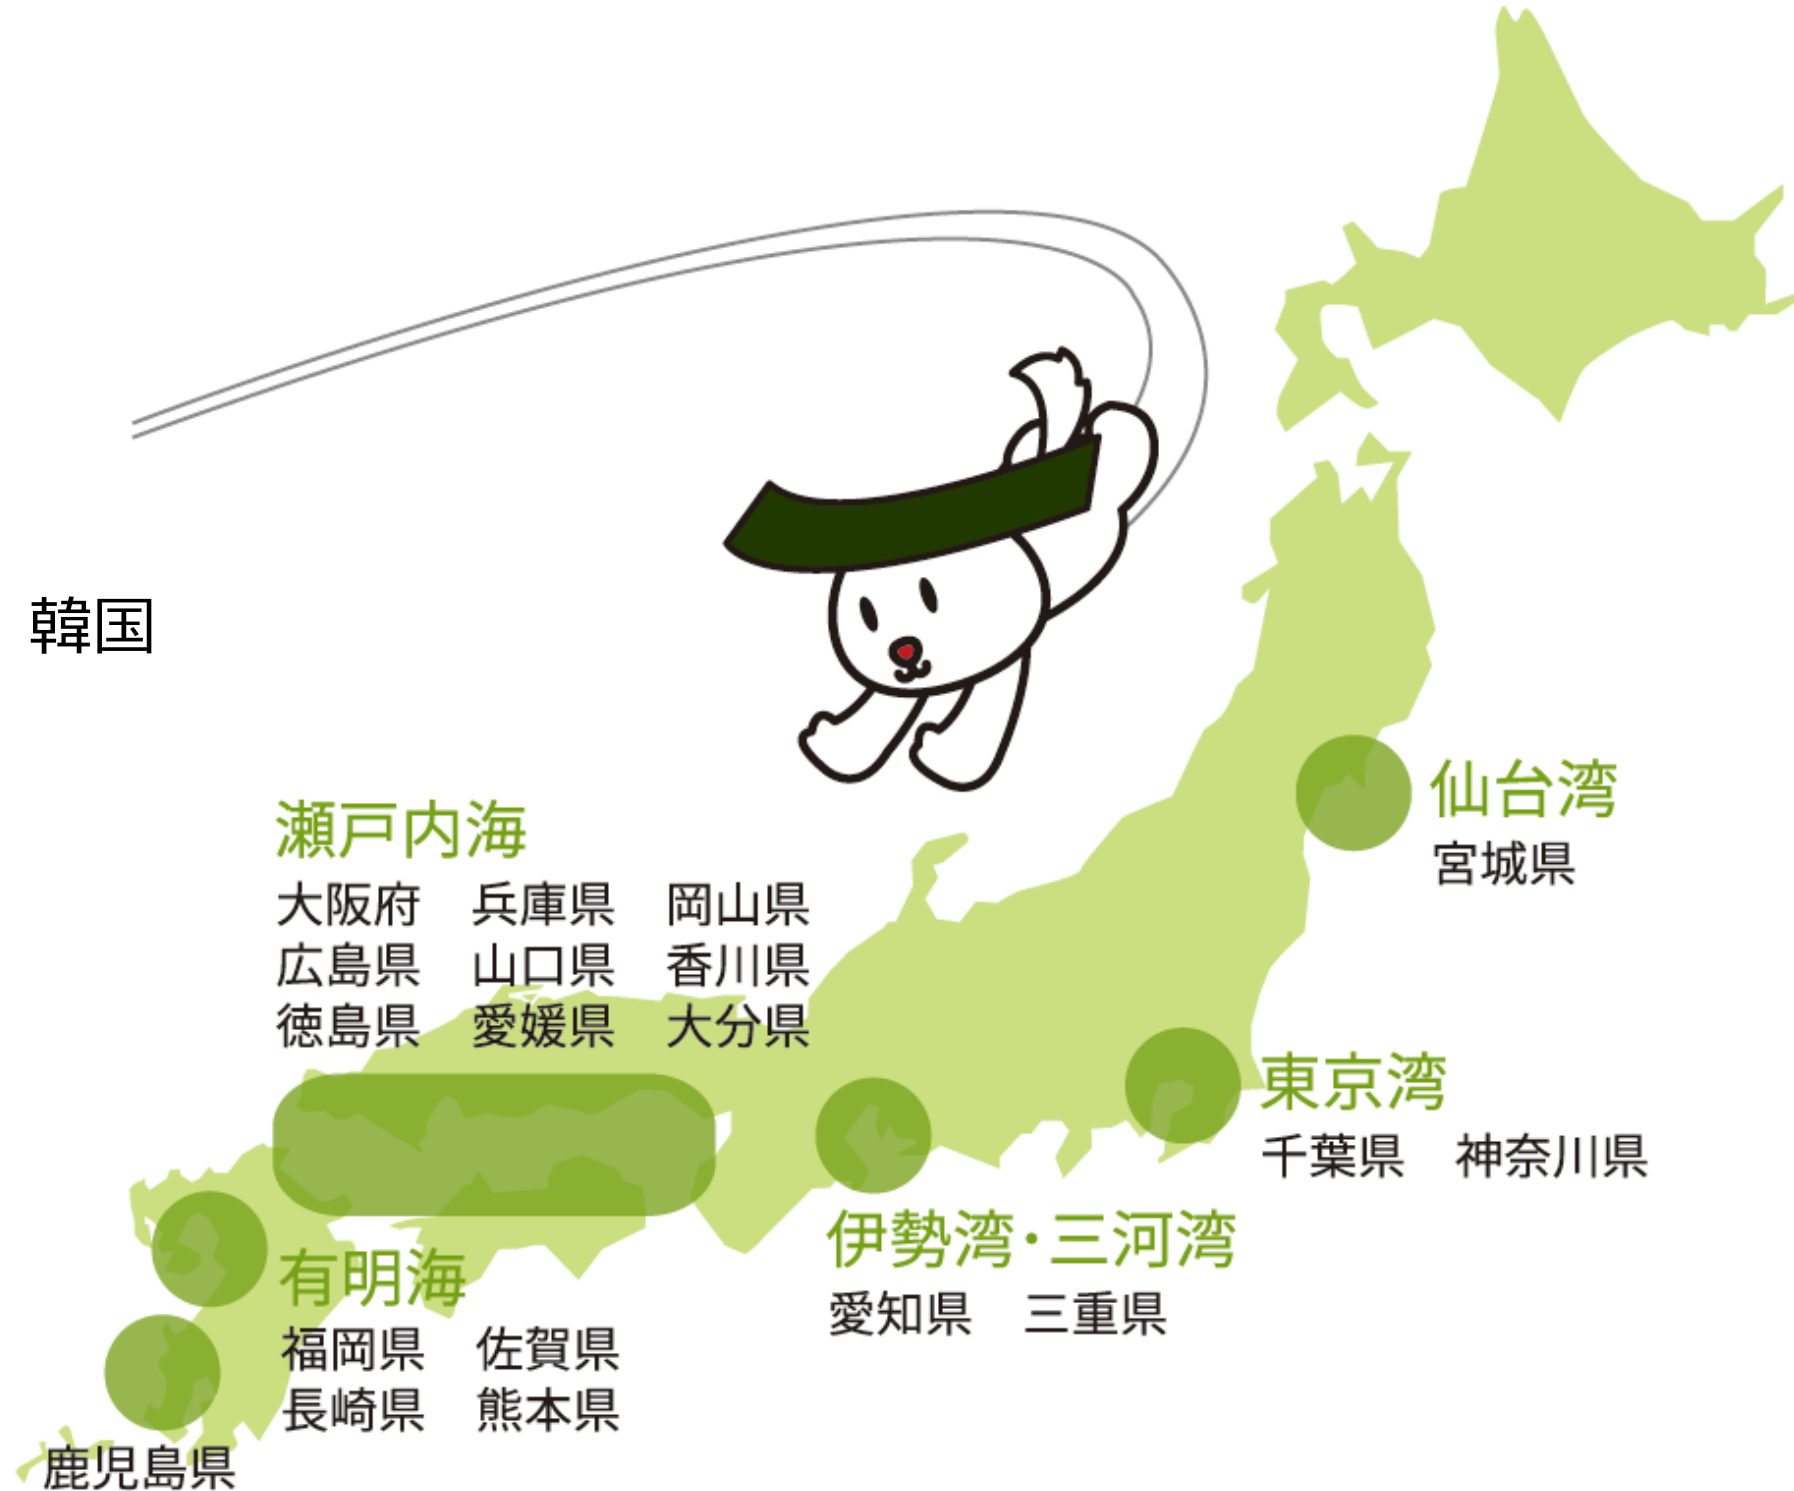 韓国
仙台湾
宮城県
瀬戸内海
大阪府　兵庫県　岡山県
広島県　山口県　香川県
徳島県　愛媛県　大分県
東京湾
千葉県　神奈川県
伊勢湾・三河湾
愛知県　三重県
有明海
福岡県　佐賀県
長崎県　熊本県
鹿児島県